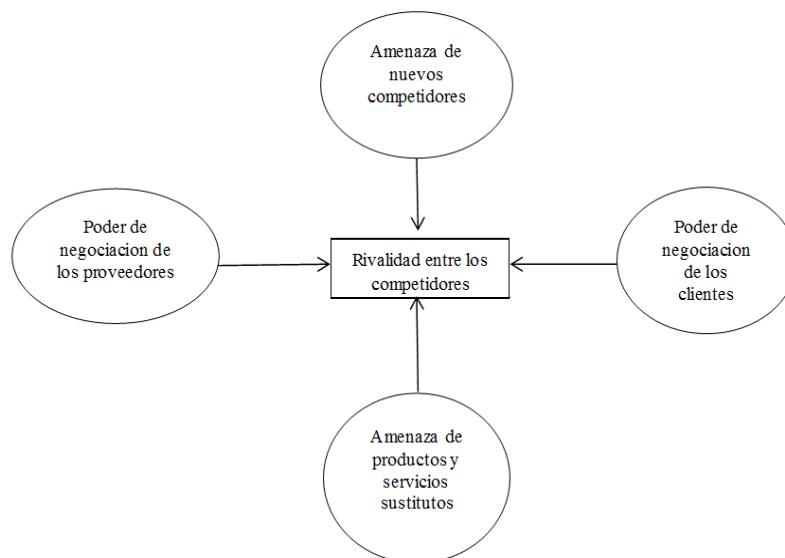 Amenaza de
nuevos
competidores
Poder de
negociacion de
los proveedores
Rivalidad entre los
competidores
Poder de
negociacion
de los
clientes
Amenaza de
productos y
servicios
sustitutos